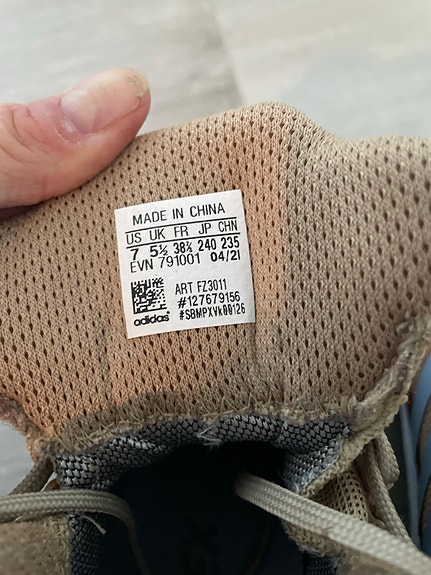 MADE IN CHINA
US UK FR JP CHN
7 5½ 38⅔ 240 235
EVN 791001 04/21
ART FZ3011
#127679156
adidas #SBMPXVk00126